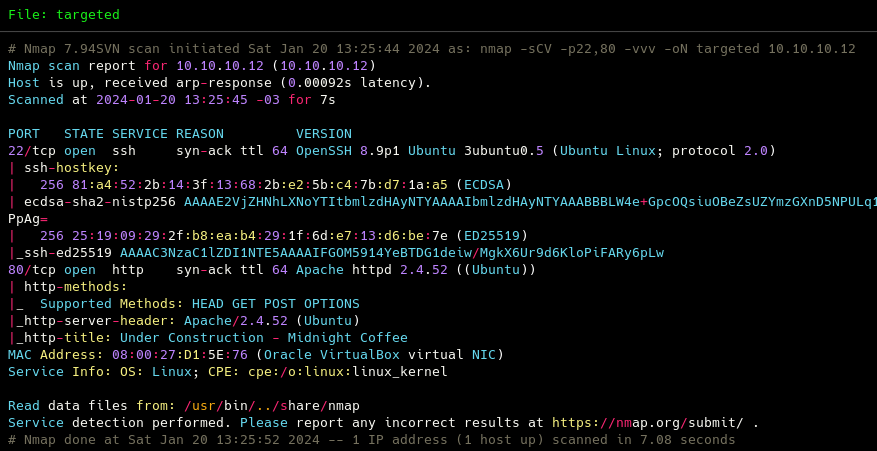 File: targeted
# Nmap 7.94SVN scan initiated Sat Jan 20 13:25:44 2024 as: nmap -sCV -p22,80 -vvv -oN targeted 10.10.10.12
Nmap scan report for 10.10.10.12 (10.10.10.12)
Host is up, received arp-response (0.00092s latency).
Scanned at 2024-01-20 13:25:45 -03 for 7s
PORT   STATE SERVICE REASON         VERSION
22/tcp open  ssh     syn-ack ttl 64 OpenSSH 8.9p1 Ubuntu 3ubuntu0.5 (Ubuntu Linux; protocol 2.0)
| ssh-hostkey:
|   256 81:a4:52:2b:14:3f:13:68:2b:e2:5b:c4:7b:d7:1a:a5 (ECDSA)
| ecdsa-sha2-nistp256 AAAAE2VjZHNhLXNoYTItbmlzdHAyNTYAAAAIbmlzdHAyNTYAAABBBLW4e+GpcOQsiuOBeZsUZYmzGXnD5NPULq1
PpAg=
|   256 25:19:09:29:2f:b8:ea:b4:29:1f:6d:e7:13:d6:be:7e (ED25519)
|_ssh-ed25519 AAAAC3NzaC1lZDI1NTE5AAAAIFGOM5914YeBTDG1deiw/MgkX6Ur9d6KloPiFARy6pLw
80/tcp open  http    syn-ack ttl 64 Apache httpd 2.4.52 ((Ubuntu))
| http-methods:
|_  Supported Methods: HEAD GET POST OPTIONS
|_http-server-header: Apache/2.4.52 (Ubuntu)
|_http-title: Under Construction - Midnight Coffee
MAC Address: 08:00:27:D1:5E:76 (Oracle VirtualBox virtual NIC)
Service Info: OS: Linux; CPE: cpe:/o:linux:linux_kernel
Read data files from: /usr/bin/../share/nmap
Service detection performed. Please report any incorrect results at https://nmap.org/submit/ .
# Nmap done at Sat Jan 20 13:25:52 2024 -- 1 IP address (1 host up) scanned in 7.08 seconds